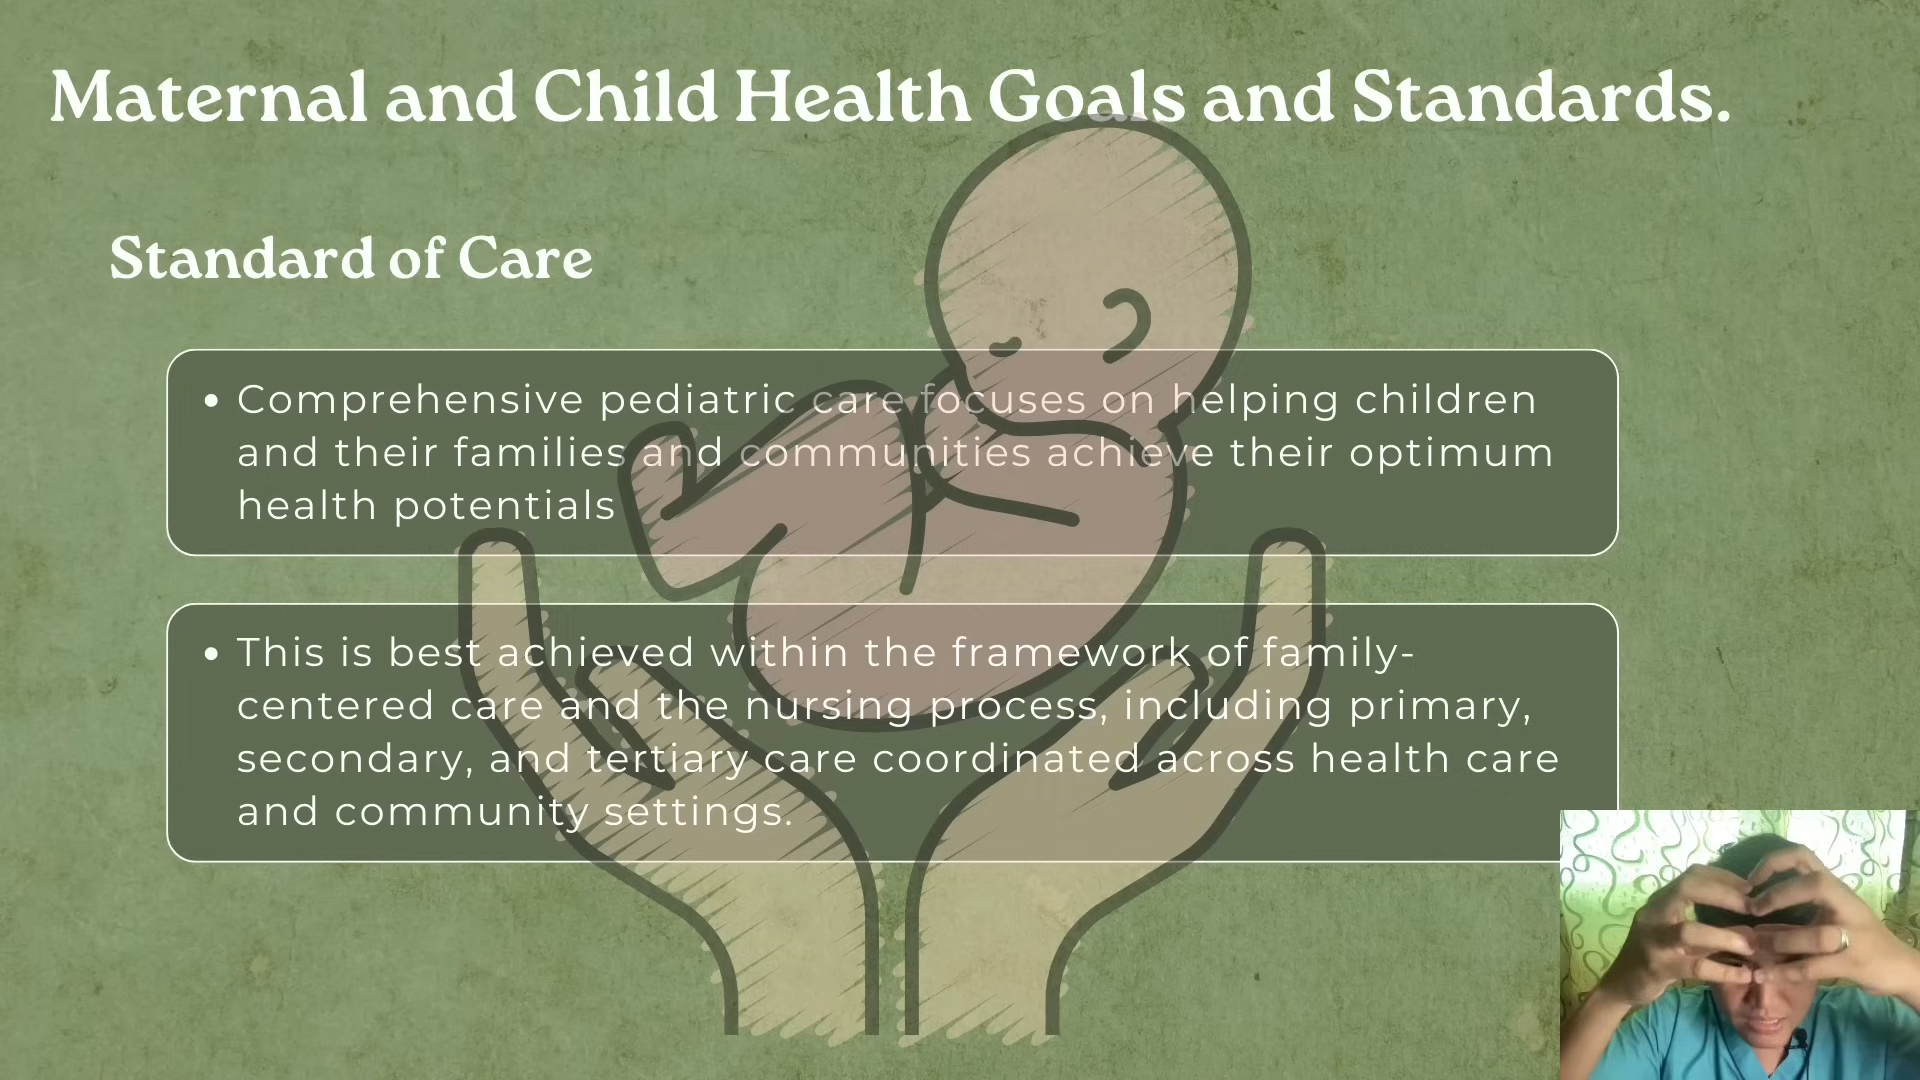 Maternal and Child Health Goals and Standards.
Standard of Care
• Comprehensive pediatric care focuses on helping children
and their families and communities achieve their optimum
health potentials
• This is best achieved within the framework of family-
centered care and the nursing process, including primary,
secondary, and tertiary care coordinated across health care
and community settings.